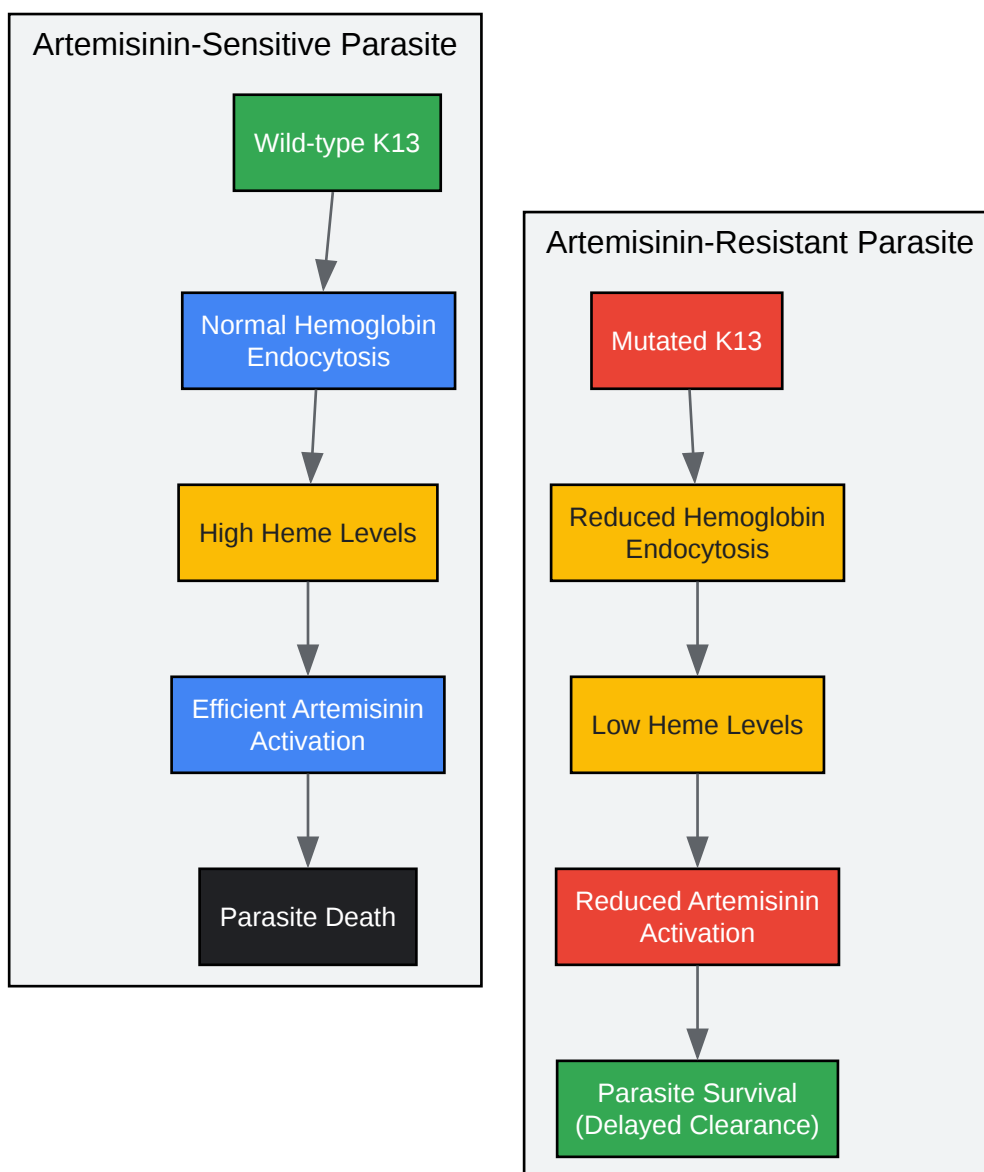 Artemisinin-Sensitive Parasite
Wild-type K13
Normal Hemoglobin
Endocytosis
High Heme Levels
Efficient Artemisinin
Activation
Parasite Death
Artemisinin-Resistant Parasite
Mutated K13
Reduced Hemoglobin
Endocytosis
Low Heme Levels
Reduced Artemisinin
Activation
Parasite Survival
(Delayed Clearance)